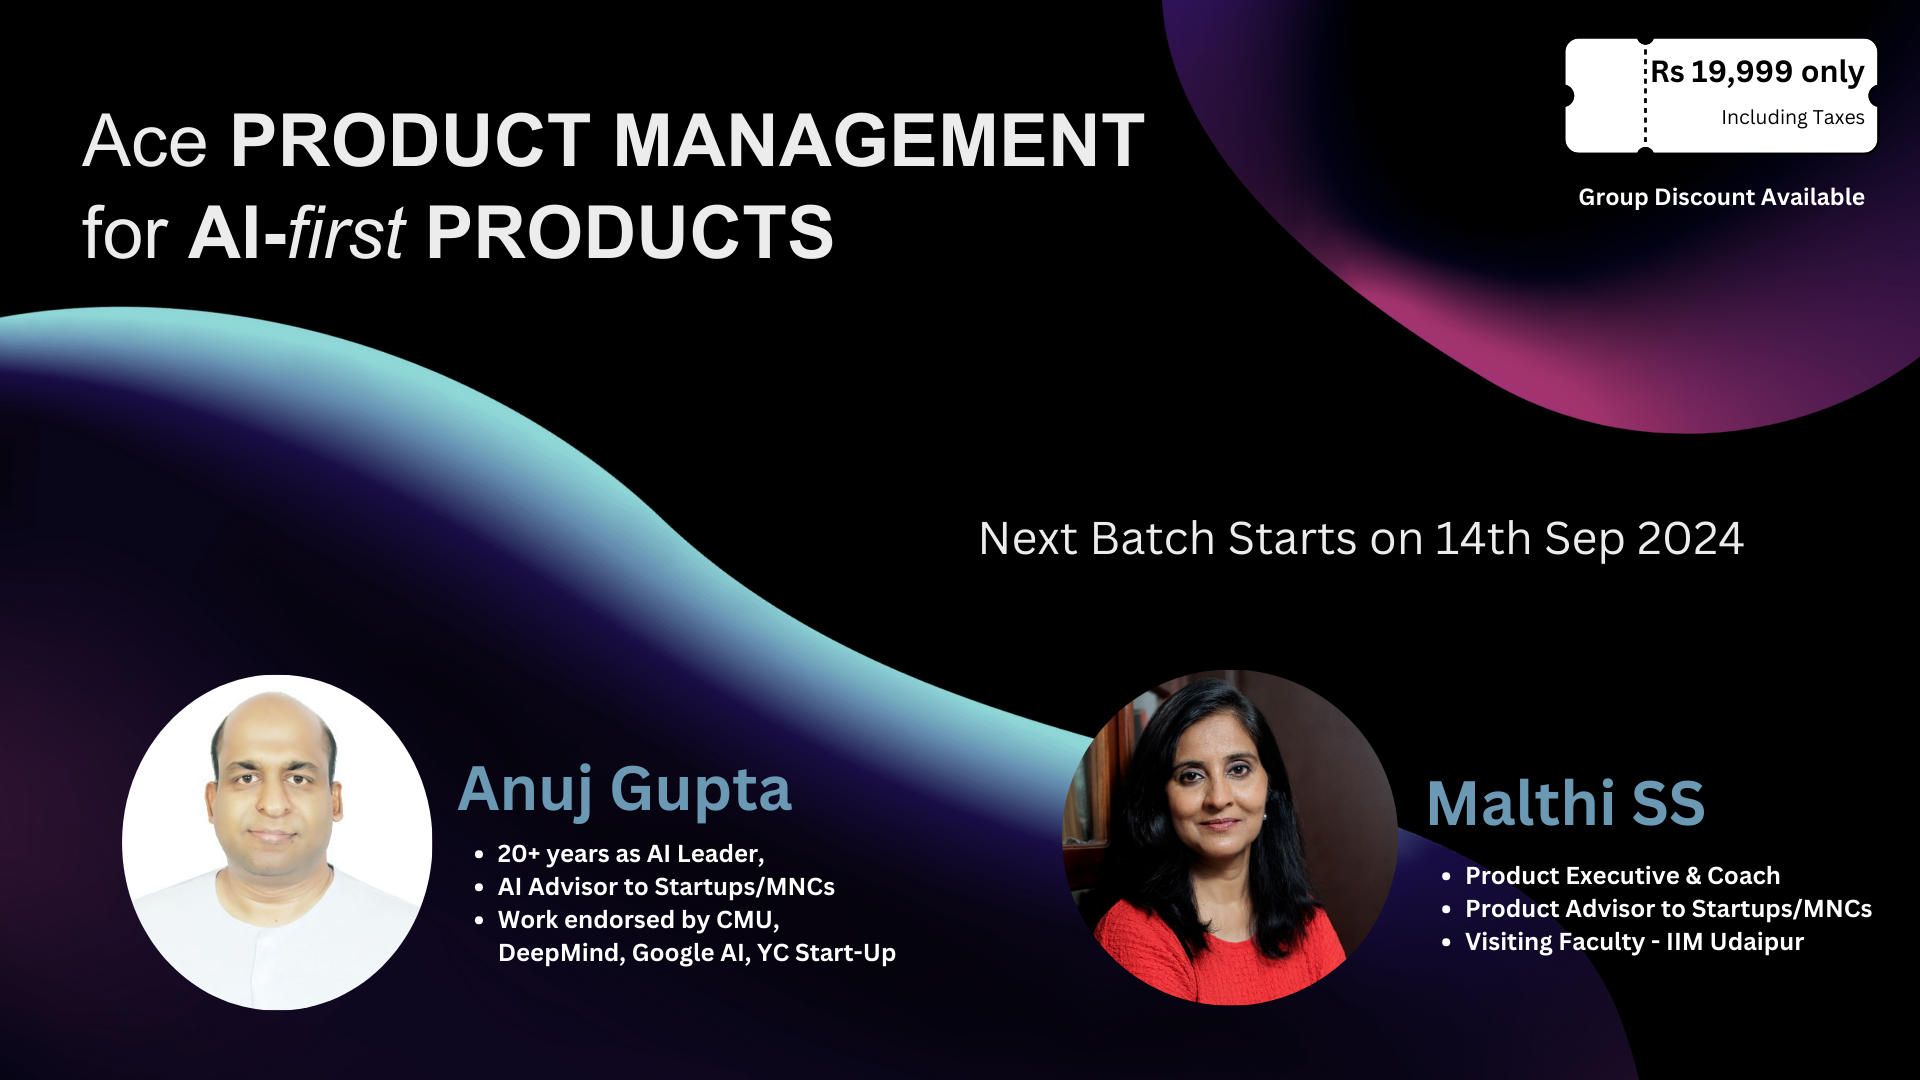 Rs 19,999 only
Including Taxes
Group Discount Available
Ace PRODUCT MANAGEMENT
for AI-first PRODUCTS
Next Batch Starts on 14th Sep 2024
Anuj Gupta
• 20+ years as AI Leader,
• AI Advisor to Startups/MNCs
• Work endorsed by CMU,
DeepMind, Google AI, YC Start-Up
Malthi SS
• Product Executive & Coach
• Product Advisor to Startups/MNCs
• Visiting Faculty - IIM Udaipur